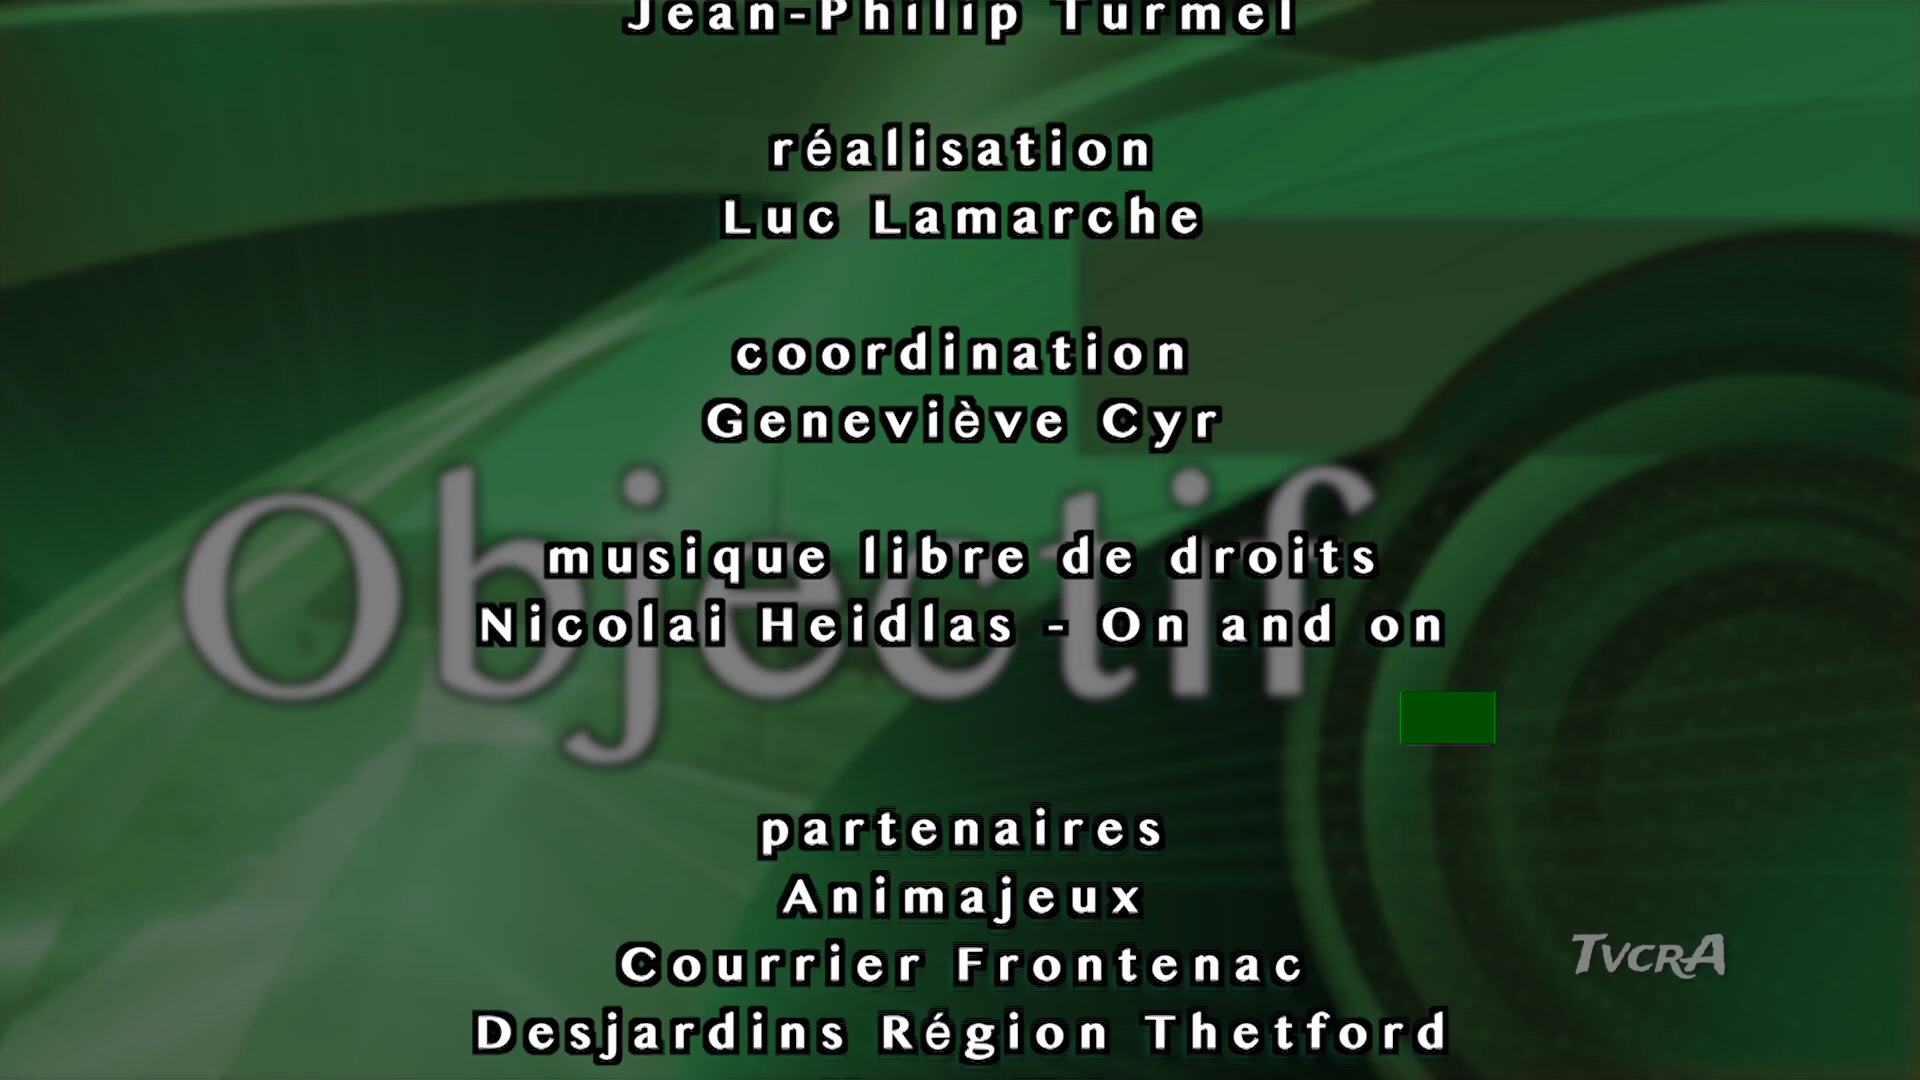 Jean-Philip Turmel
réalisation
Luc Lamarche
coordination
Geneviève Cyr
Objectif
musique libre de droits
Nicolai Heidlas - On and on
partenaires
Animajeux
Courrier Frontenac
TVCRA
Desjardins Région Thetford